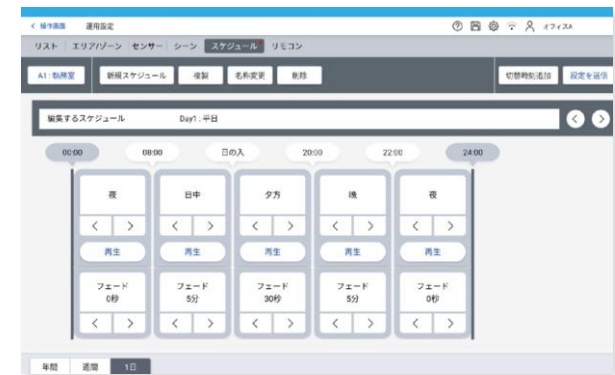 < 操作画面 運用設定 オフィスA
リスト エリア/ゾーン センサー シーン スケジュール リモコン
A1 : 執務室 新規スケジュール 複製 名称変更 削除 切替時刻追加 設定を送信
編集するスケジュール Day1 : 平日
00:00 08:00 日の入 20:00 22:00 24:00
夜 日中 夕方 晩 夜
再生 再生 再生 再生 再生
フェード フェード フェード フェード フェード
0秒 5分 30秒 5分 0秒
年間 週間 1日